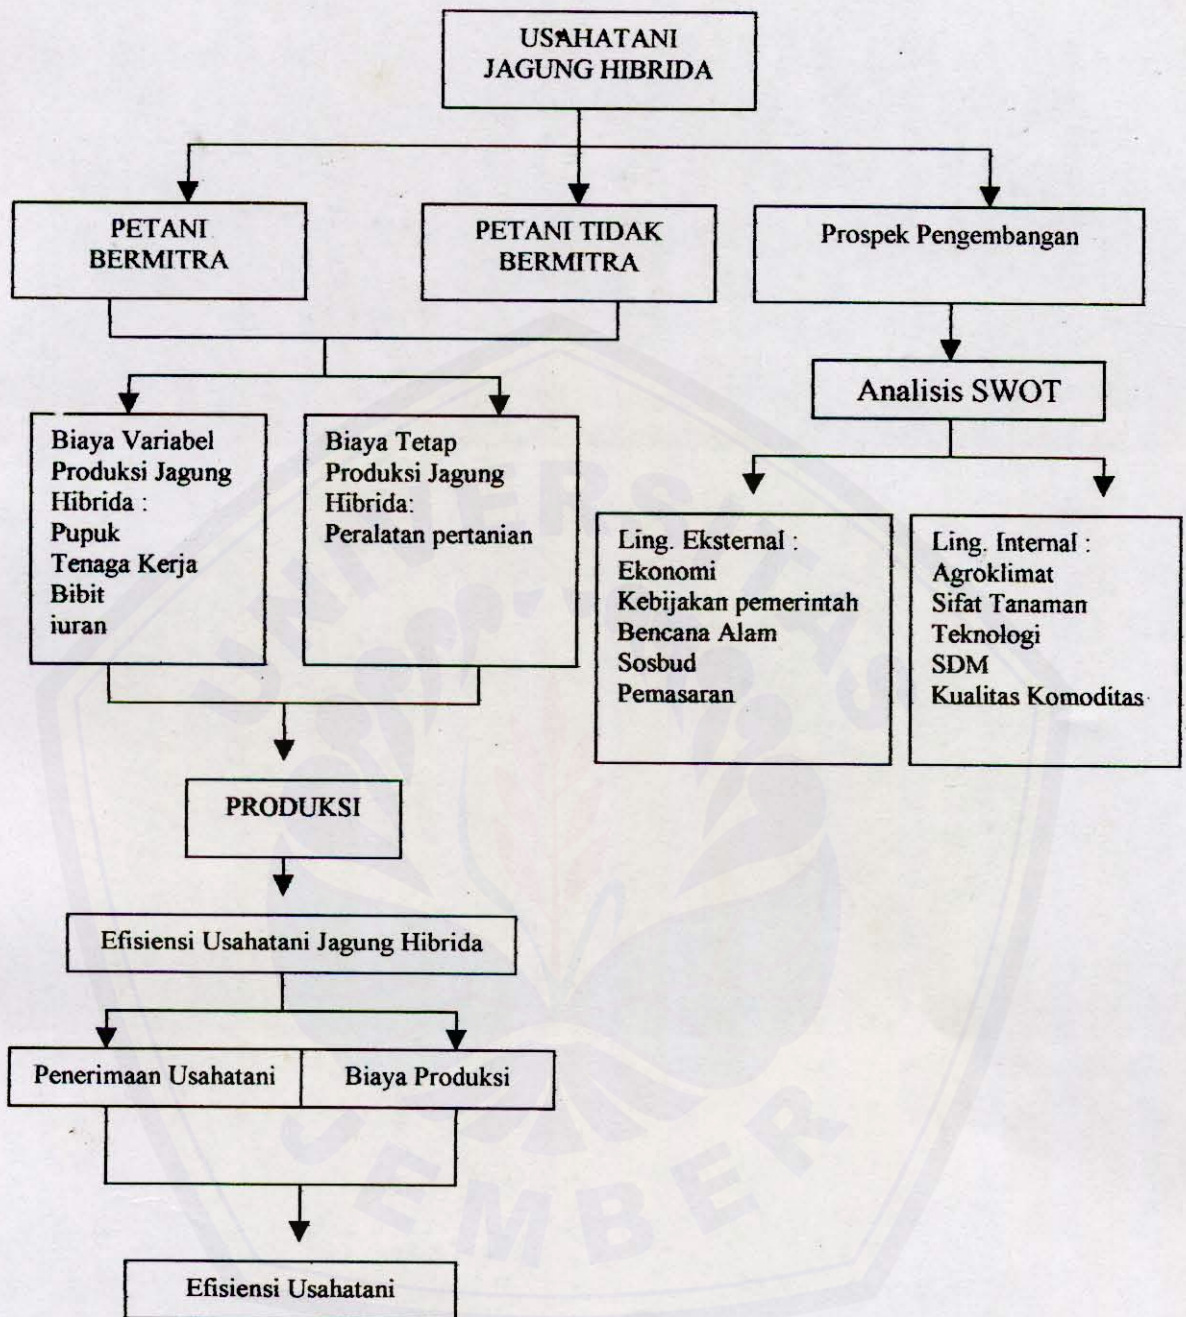 USAHATANI
JAGUNG HIBRIDA
PETANI
BERMITRA
PETANI TIDAK
BERMITRA
Prospek Pengembangan
Analisis SWOT
Biaya Variabel
Produksi Jagung
Hibrida :
Pupuk
Tenaga Kerja
Bibit
iuran
Biaya Tetap
Produksi Jagung
Hibrida:
Peralatan pertanian
Ling. Eksternal :
Ekonomi
Kebijakan pemerintah
Bencana Alam
Sosbud
Pemasaran
Ling. Internal :
Agroklimat
Sifat Tanaman
Teknologi
SDM
Kualitas Komoditas
PRODUKSI
Efisiensi Usahatani Jagung Hibrida
Penerimaan Usahatani
Biaya Produksi
Efisiensi Usahatani
UNIVERSITAS
JEMBER